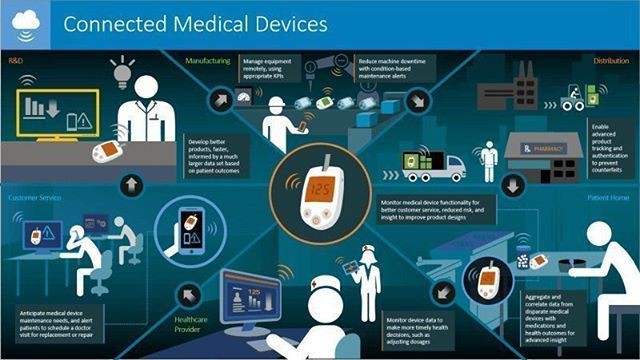 Connected Medical Devices
R&D
Manufacturing
Manage equipment
remotely, using
appropriate KPIs
Reduce machine downtime
with condition-based
maintenance alerts
Distribution
Develop better
products, faster,
informed by a much
larger data set based
on patient outcomes
Enable
advanced
product
tracking and
authentication
to prevent
counterfeits
PHARMACY
125
Customer Service
Monitor medical device functionality for
better customer service, reduced risk, and
insight to improve product designs
Patient Home
Anticipate medical device
maintenance needs, and alert
patients to schedule a doctor
visit for replacement or repair
Healthcare
Provider
125
Monitor device data to
make more timely health
decisions, such as
adjusting dosages
Aggregate and
correlate data from
disparate medical
devices with
medications and
health outcomes for
advanced insight